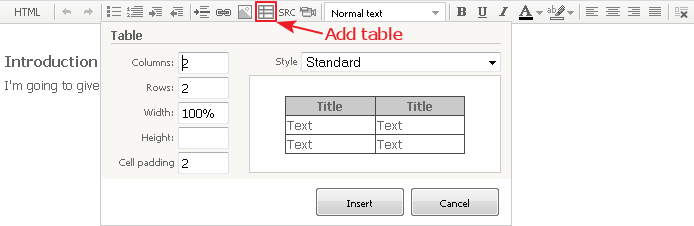 HTML SRC Normal text B U A ab
Add table
Table
Introduction
I'm going to give
Columns: 2
Rows: 2
Width: 100%
Height:
Cell padding 2
Style Standard
Title Title
Text Text
Text Text
Insert Cancel